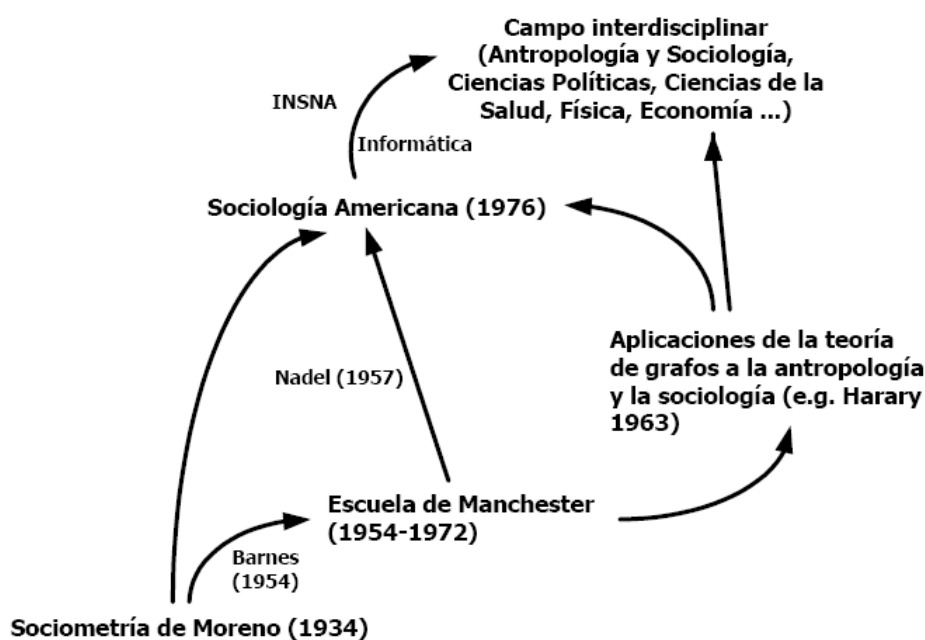 Campo interdisciplinar
(Antropología y Sociología,
Ciencias Políticas, Ciencias de la
Salud, Física, Economía ...)
INSNA
Informática
Sociología Americana (1976)
Nadel (1957)
Aplicaciones de la teoría
de grafos a la antropología
y la sociología (e.g. Harary
1963)
Escuela de Manchester
(1954-1972)
Barnes
(1954)
Sociometría de Moreno (1934)